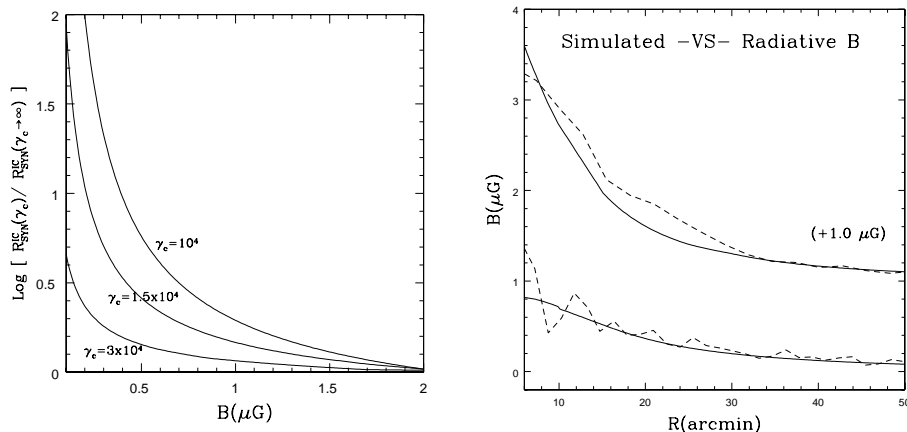 2
1.5
1
0.5
0
Log [ R^IC_SYN(γ_c)/ R^IC_SYN(γ_c→∞) ]
γ_c=10^4
γ_c=1.5x10^4
γ_c=3x10^4
0.5
1
1.5
2
B(μG)
Simulated -VS- Radiative B
4
3
2
1
0
B(μG)
(+1.0 μG)
10
20
30
40
50
R(arcmin)